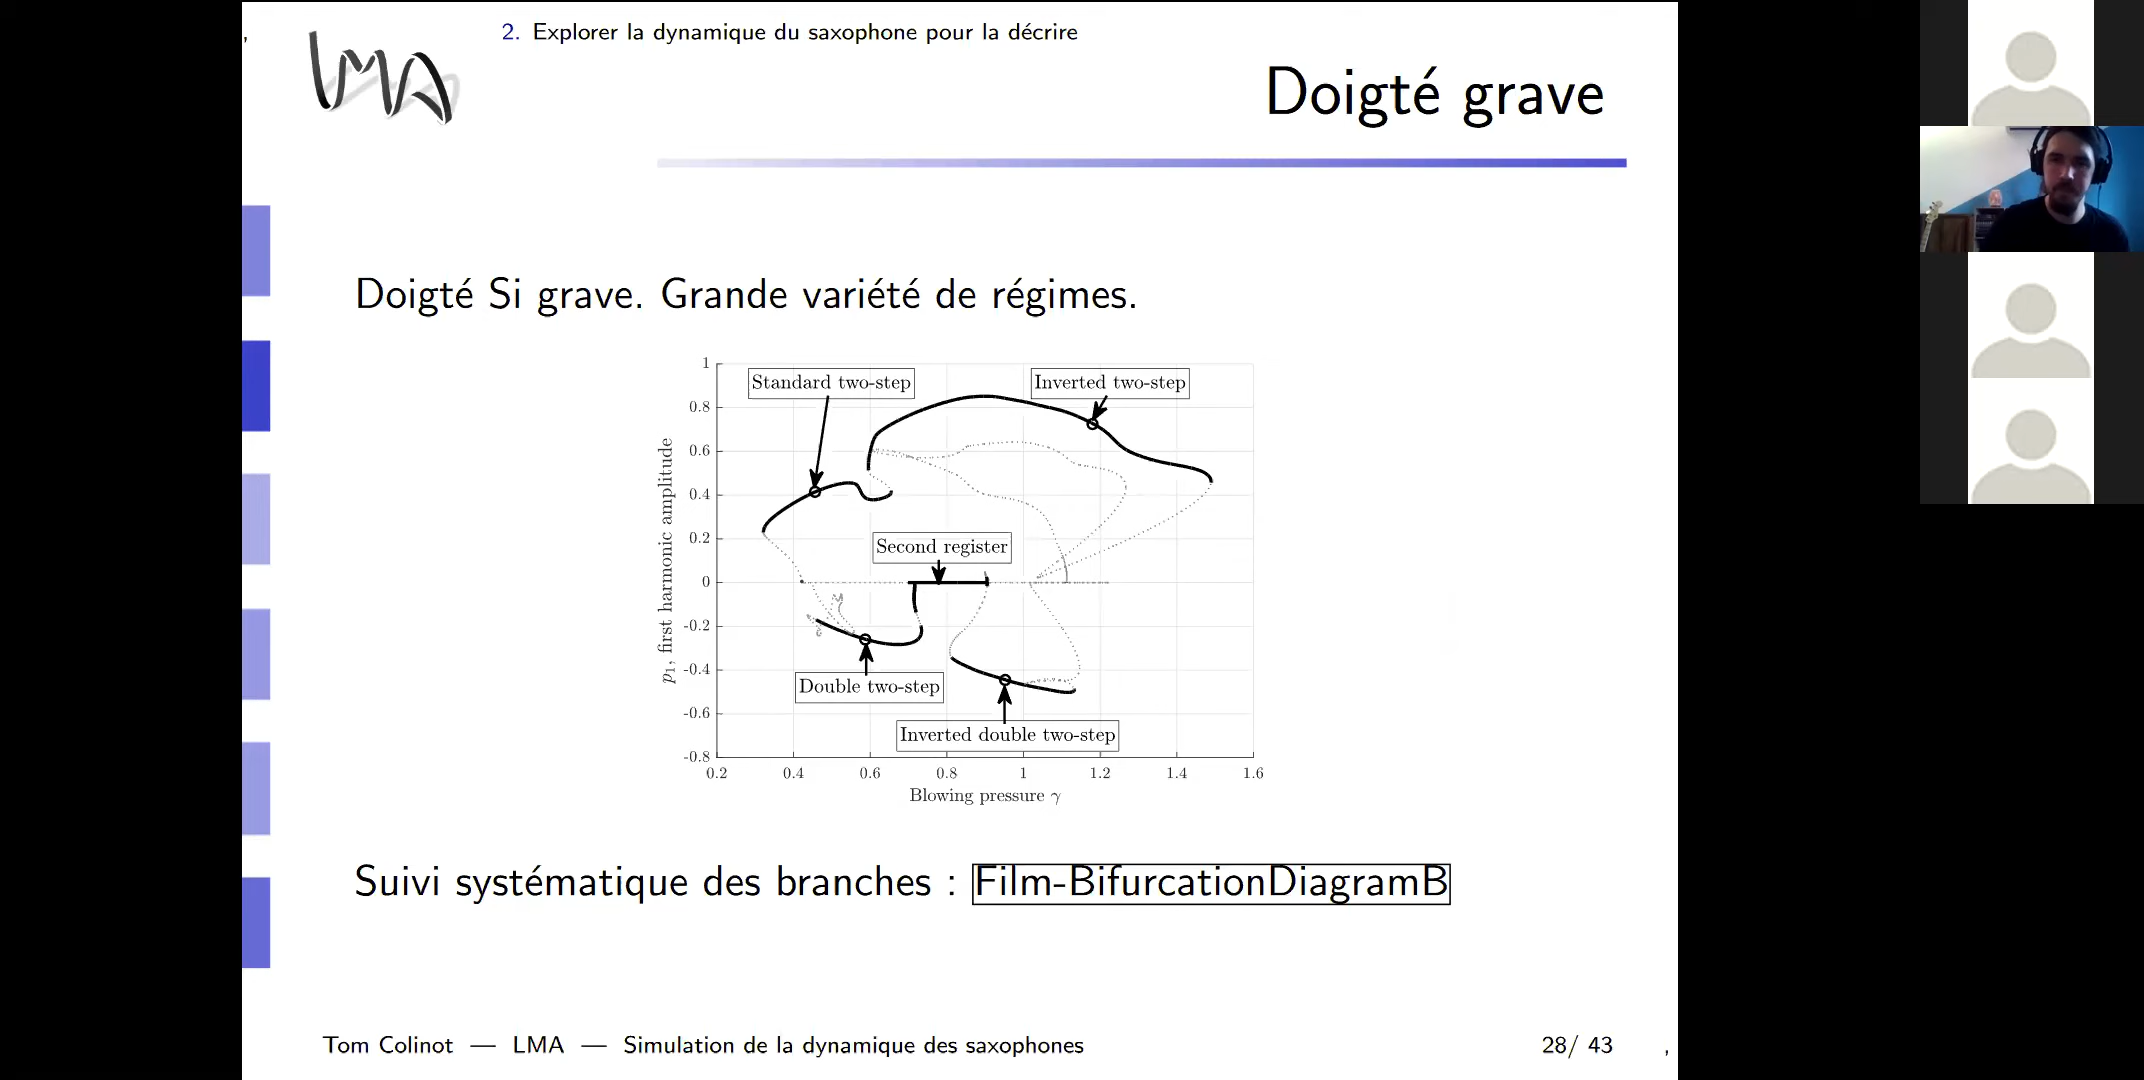 2. Explorer la dynamique du saxophone pour la décrire
LMA
Doigté grave
Doigté Si grave. Grande variété de régimes.
Standard two-step
Inverted two-step
Second register
Double two-step
Inverted double two-step
1
0.8
0.6
0.4
0.2
0
-0.2
-0.4
-0.6
-0.8
p₁, first harmonic amplitude
0.2 0.4 0.6 0.8 1 1.2 1.4 1.6
Blowing pressure γ
Suivi systématique des branches : Film-BifurcationDiagramB
Tom Colinot — LMA — Simulation de la dynamique des saxophones 28/ 43